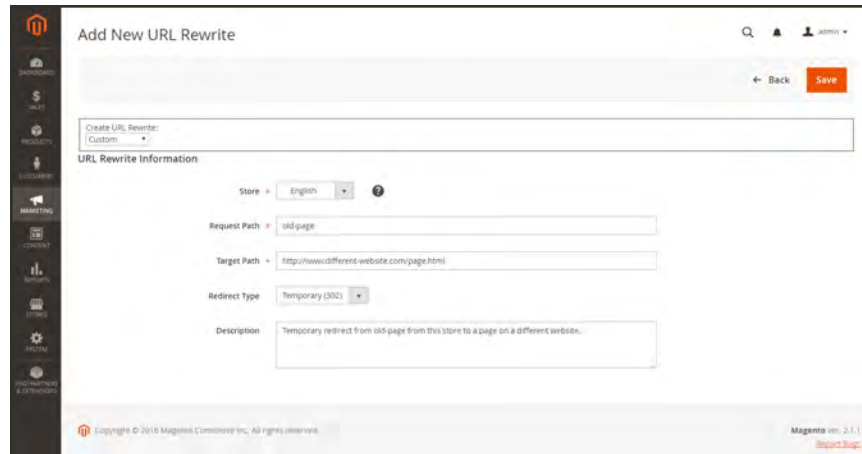 Add New URL Rewrite
admin
DASHBOARD
← Back
Save
SALES
PRODUCTS
Create URL Rewrite:
Custom
URL Rewrite Information
CUSTOMERS
Store * English
MARKETING
Request Path * old-page
CONTENT
Target Path * http://www.different-website.com/page.html
REPORTS
Redirect Type Temporary (302)
STORES
Description Temporary redirect from old-page from this store to a page on a different website.
SYSTEM
FIND PARTNERS
& EXTENSIONS
Copyright © 2016 Magento Commerce Inc. All rights reserved.
Magento ver. 2.1.1
Report Bugs